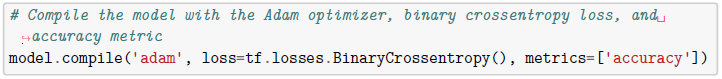 # Compile the model with the Adam optimizer, binary crossentropy loss, and␣
↪accuracy metric
model.compile('adam', loss=tf.losses.BinaryCrossentropy(), metrics=['accuracy'])